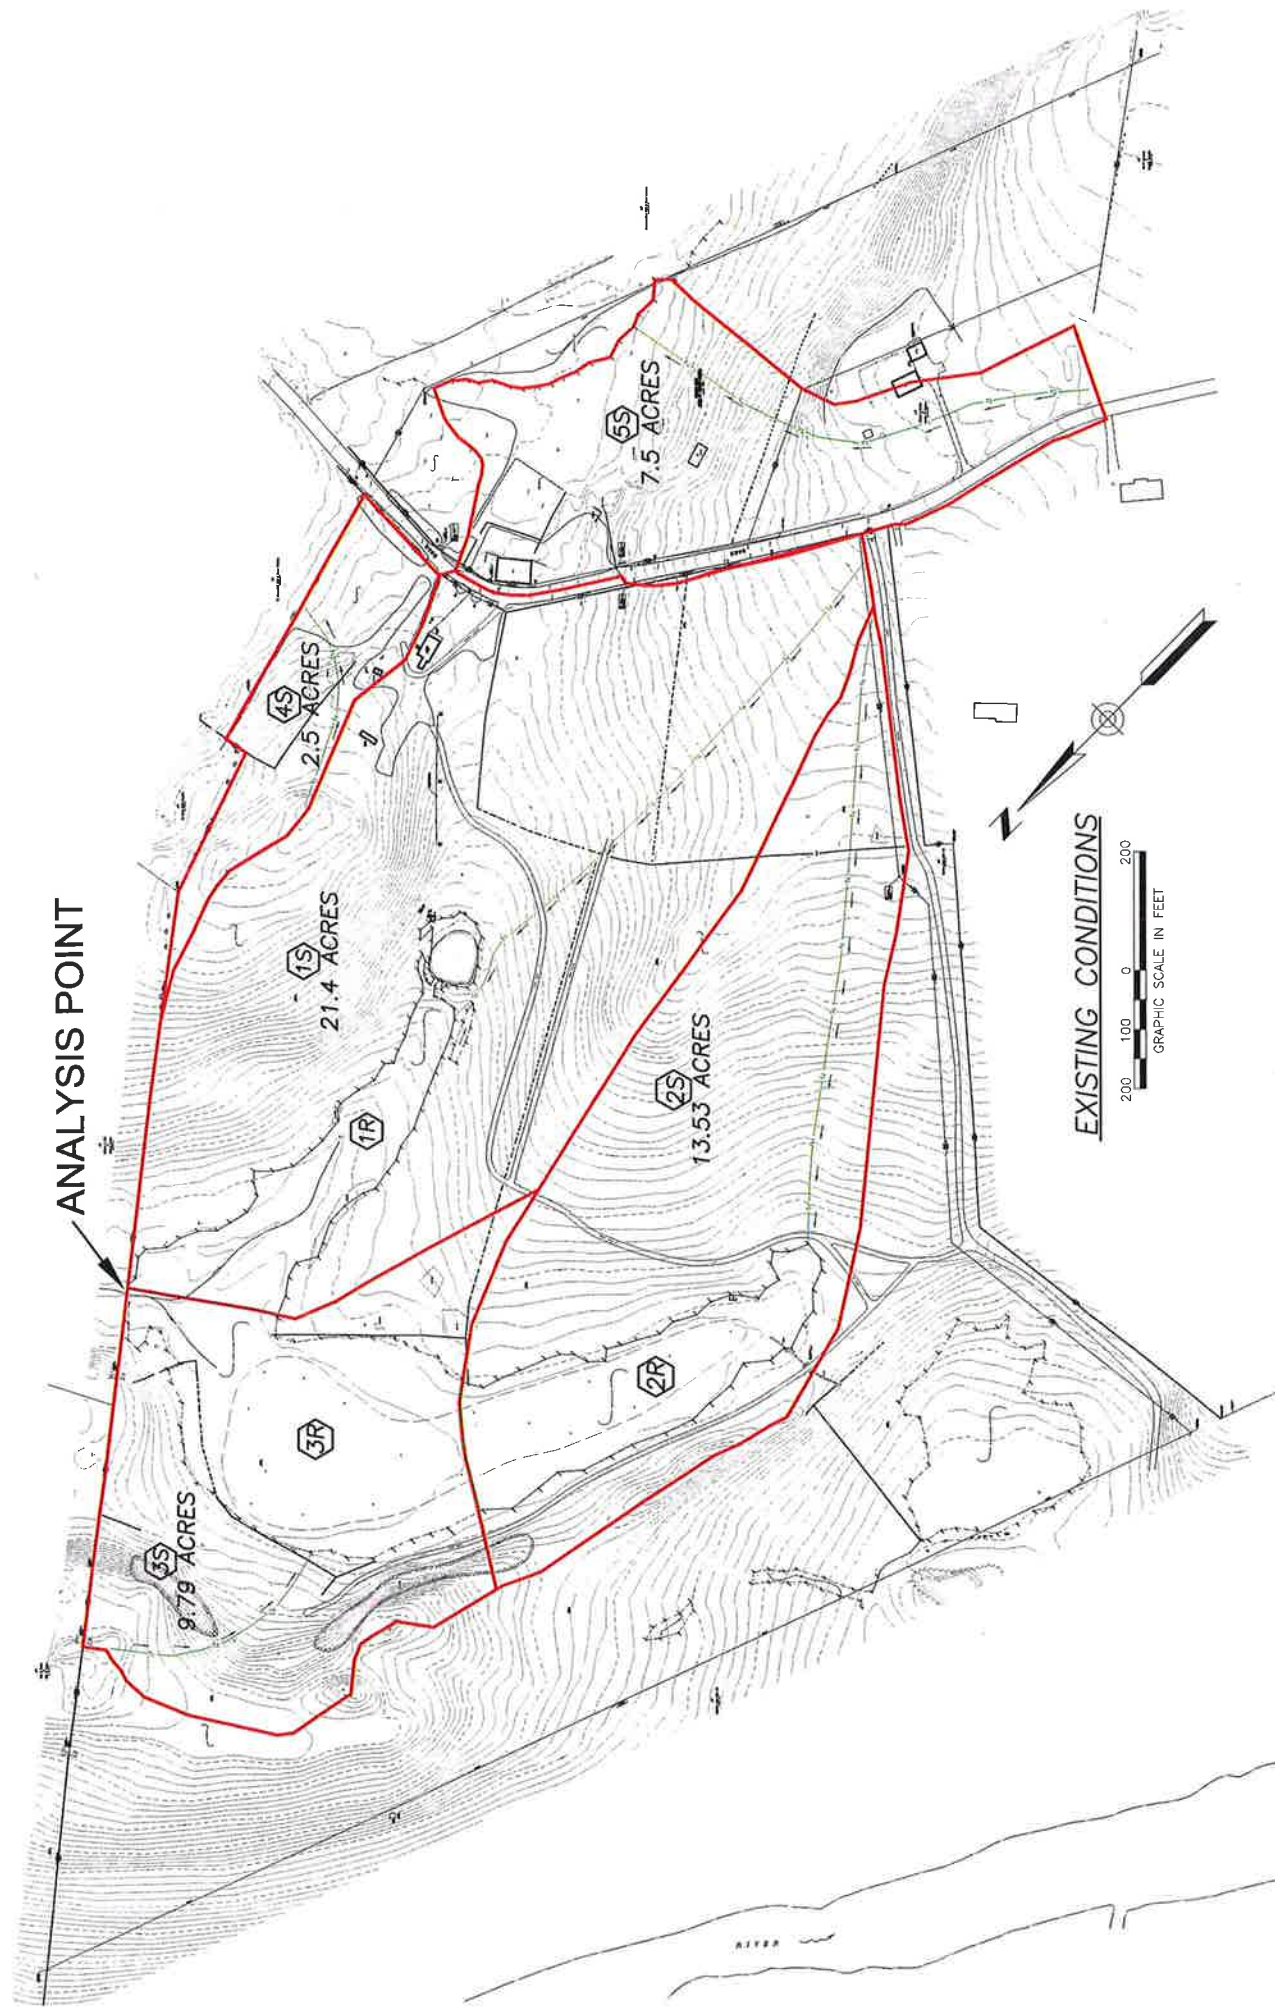 ANALYSIS POINT
4S
2.5 ACRES
5S
7.5 ACRES
1S
21.4 ACRES
1R
2S
13.53 ACRES
2R
3R
3S
9.79 ACRES
EXISTING CONDITIONS
200 100 0 200
GRAPHIC SCALE IN FEET
RIVER